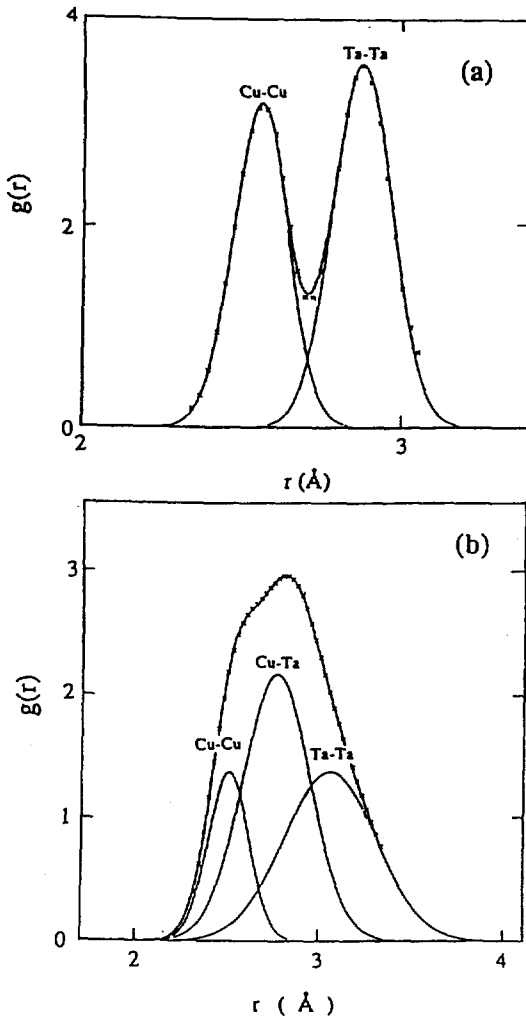 4
Ta-Ta
(a)
Cu-Cu
g(r)
2
0
2
3
r (Å)
(b)
3
Cu-Ta
g(r)
2
Cu-Cu
Ta-Ta
1
0
2
3
4
r ( Å )